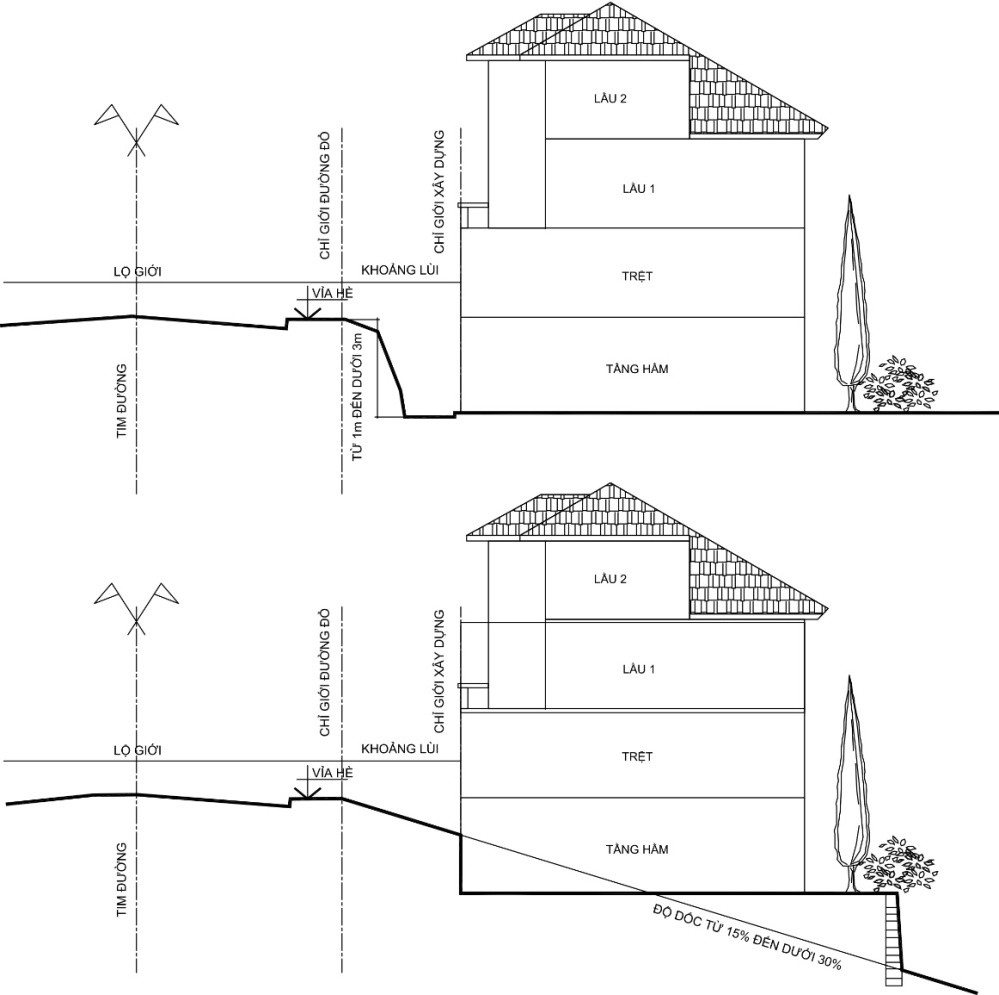 LẦU 2
CHỈ GIỚI ĐƯỜNG ĐỎ
CHỈ GIỚI XÂY DỰNG
LẦU 1
LỘ GIỚI
KHOẢNG LÙI
TRỆT
VỈA HÈ
TIM ĐƯỜNG
TỪ 1m ĐẾN DƯỚI 3m
TẦNG HẦM
LẦU 2
CHỈ GIỚI ĐƯỜNG ĐỎ
CHỈ GIỚI XÂY DỰNG
LẦU 1
LỘ GIỚI
KHOẢNG LÙI
TRỆT
VỈA HÈ
TIM ĐƯỜNG
TẦNG HẦM
ĐỘ DỐC TỪ 15% ĐẾN DƯỚI 30%